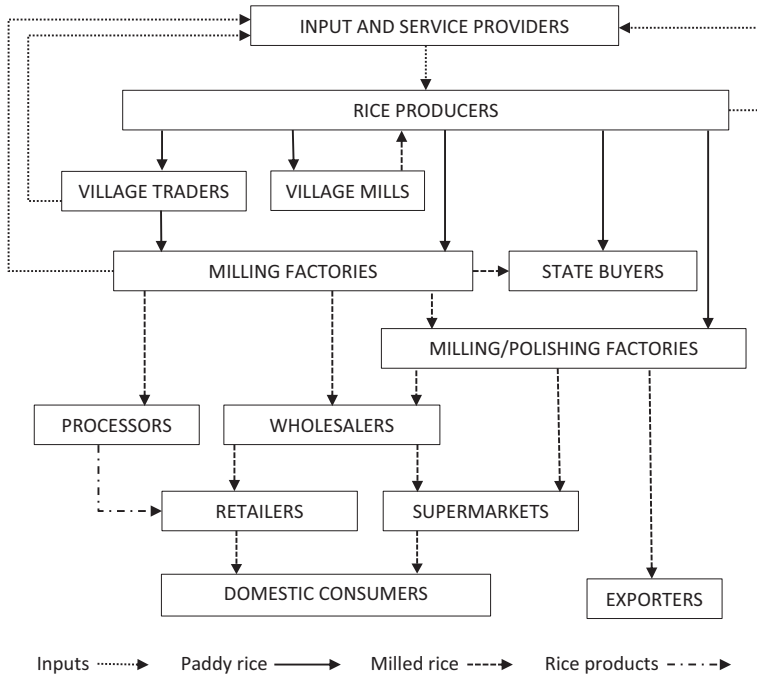 INPUT AND SERVICE PROVIDERS
RICE PRODUCERS
VILLAGE TRADERS
VILLAGE MILLS
MILLING FACTORIES
STATE BUYERS
MILLING/POLISHING FACTORIES
PROCESSORS
WHOLESALERS
RETAILERS
SUPERMARKETS
DOMESTIC CONSUMERS
EXPORTERS
Inputs
Paddy rice
Milled rice
Rice products